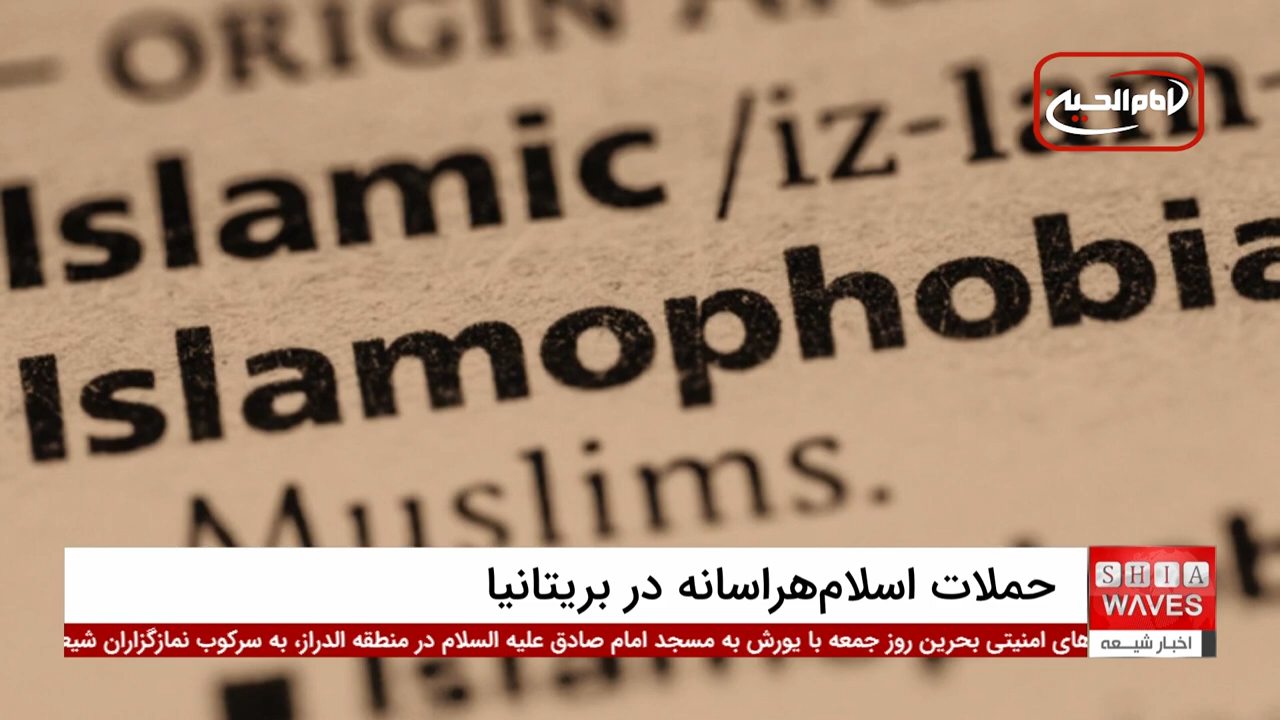 — ORIGIN
Islamic /iz-lam-
Islamophobia
Muslims.
امام‌الحسین
حملات اسلام‌هراسانه در بریتانیا
SHIA
WAVES
اخبار شیعه
های امنیتی بحرین روز جمعه با یورش به مسجد امام صادق علیه السلام در منطقه الدراز، به سرکوب نمازگزاران شیع